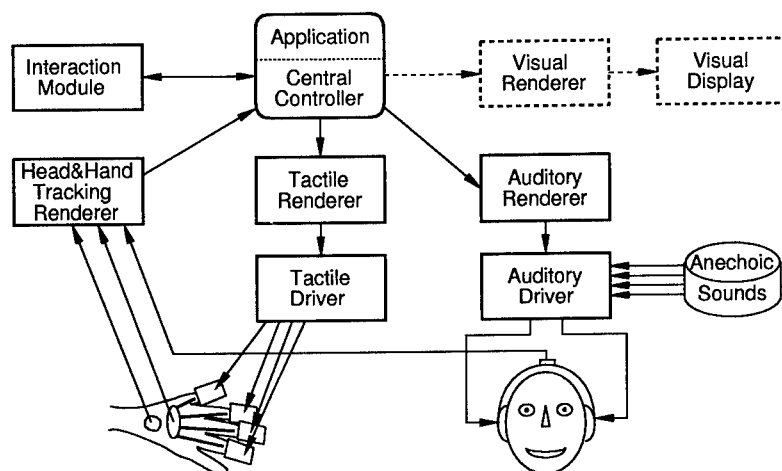 Application
Central
Controller
Interaction
Module
Visual
Renderer
Visual
Display
Head&Hand
Tracking
Renderer
Tactile
Renderer
Auditory
Renderer
Tactile
Driver
Auditory
Driver
Anechoic
Sounds